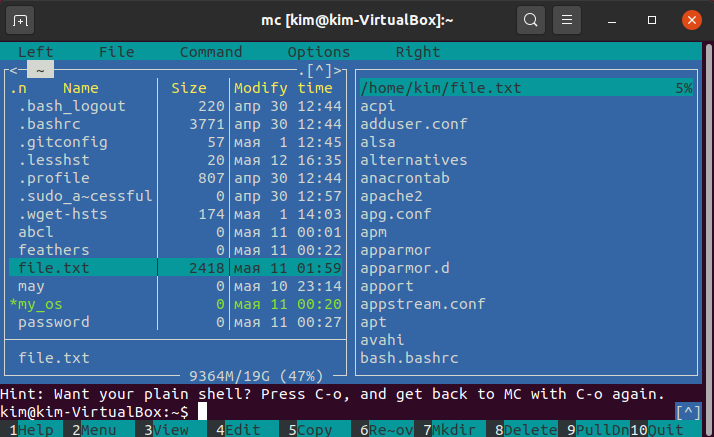 mc [kim@kim-VirtualBox]:~
Left File Command Options Right
<- ~ .[^]>
.n Name Size Modify time
.bash_logout 220 апр 30 12:44
.bashrc 3771 апр 30 12:44
.gitconfig 57 мая 1 12:45
.lesshst 20 мая 12 16:35
.profile 807 апр 30 12:44
.sudo_a~cessful 0 апр 30 12:57
.wget-hsts 174 мая 1 14:03
abcl 0 мая 11 00:01
feathers 0 мая 11 00:22
file.txt 2418 мая 11 01:59
may 0 мая 10 23:14
*my_os 0 мая 11 00:20
password 0 мая 11 00:27
file.txt
9364M/19G (47%)
/home/kim/file.txt 5%
acpi
adduser.conf
alsa
alternatives
anacrontab
apache2
apg.conf
apm
apparmor
apparmor.d
apport
appstream.conf
apt
avahi
bash.bashrc
Hint: Want your plain shell? Press C-o, and get back to MC with C-o again.
kim@kim-VirtualBox:~$ [^]
1Help 2Menu 3View 4Edit 5Copy 6Re~ov 7Mkdir 8Delete 9PullDn 10Quit